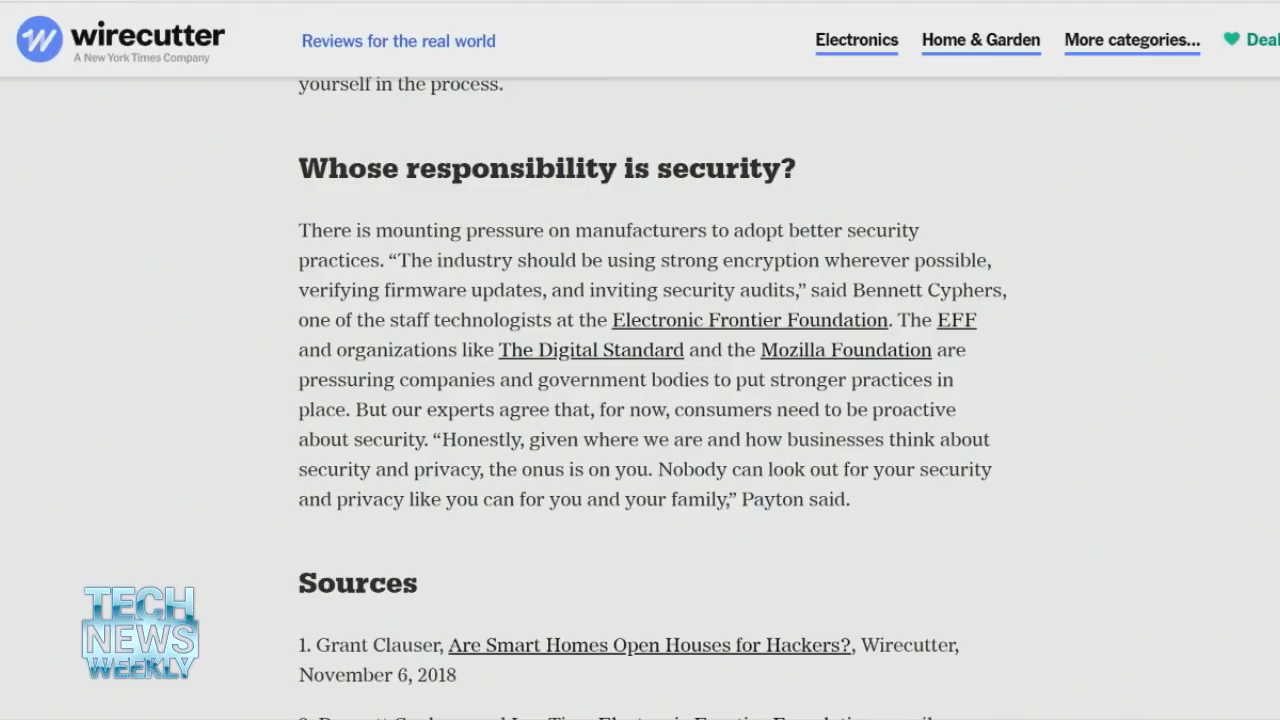 wirecutter
A New York Times Company
Reviews for the real world
Electronics
Home & Garden
More categories...
Deal
yourself in the process.
Whose responsibility is security?
There is mounting pressure on manufacturers to adopt better security
practices. “The industry should be using strong encryption wherever possible,
verifying firmware updates, and inviting security audits,” said Bennett Cyphers,
one of the staff technologists at the Electronic Frontier Foundation. The EFF
and organizations like The Digital Standard and the Mozilla Foundation are
pressuring companies and government bodies to put stronger practices in
place. But our experts agree that, for now, consumers need to be proactive
about security. “Honestly, given where we are and how businesses think about
security and privacy, the onus is on you. Nobody can look out for your security
and privacy like you can for you and your family,” Payton said.
Sources
1. Grant Clauser, Are Smart Homes Open Houses for Hackers?, Wirecutter,
November 6, 2018
TECH
NEWS
WEEKLY